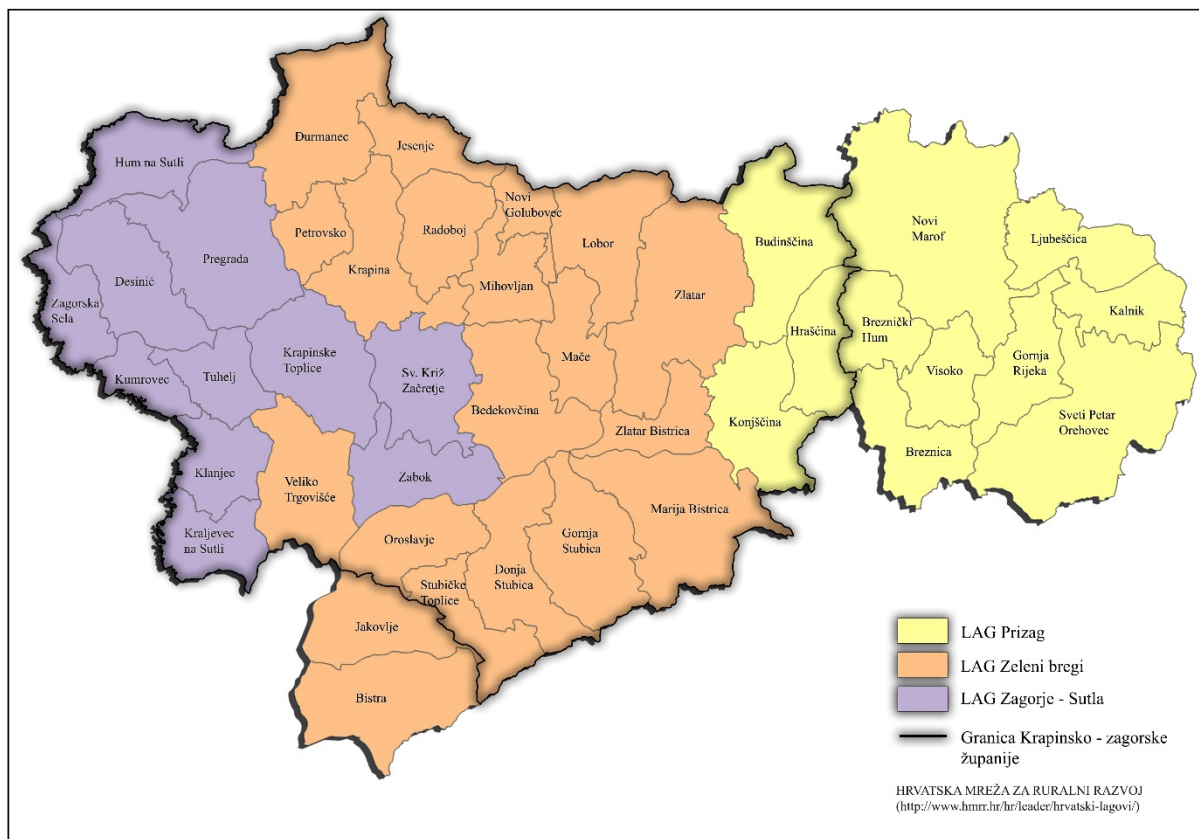 Đurmanec
Jesenje
Hum na Sutli
Novi
Golubovec
Petrovsko
Radoboj
Lobor
Budinščina
Novi
Marof
Ljubeščica
Pregrada
Krapina
Mihovljan
Desinić
Zlatar
Zagorska
Sela
Kalnik
Breznički
Hum
Hrašćina
Krapinske
Toplice
Sv. Križ
Začretje
Mače
Gornja
Rijeka
Kumrovec
Tuhelj
Visoko
Bedekovčina
Konjščina
Sveti Petar
Orehovec
Zlatar Bistrica
Breznica
Klanjec
Veliko
Trgovišće
Zabok
Marija Bistrica
Kraljevec
na Sutli
Oroslavje
Gornja
Stubica
Donja
Stubica
Stubičke
Toplice
Jakovlje
Bistra
LAG Prizag
LAG Zeleni bregi
LAG Zagorje - Sutla
Granica Krapinsko - zagorske
županije
HRVATSKA MREŽA ZA RURALNI RAZVOJ
(http://www.hmrr.hr/hr/leader/hrvatski-lagovi/)